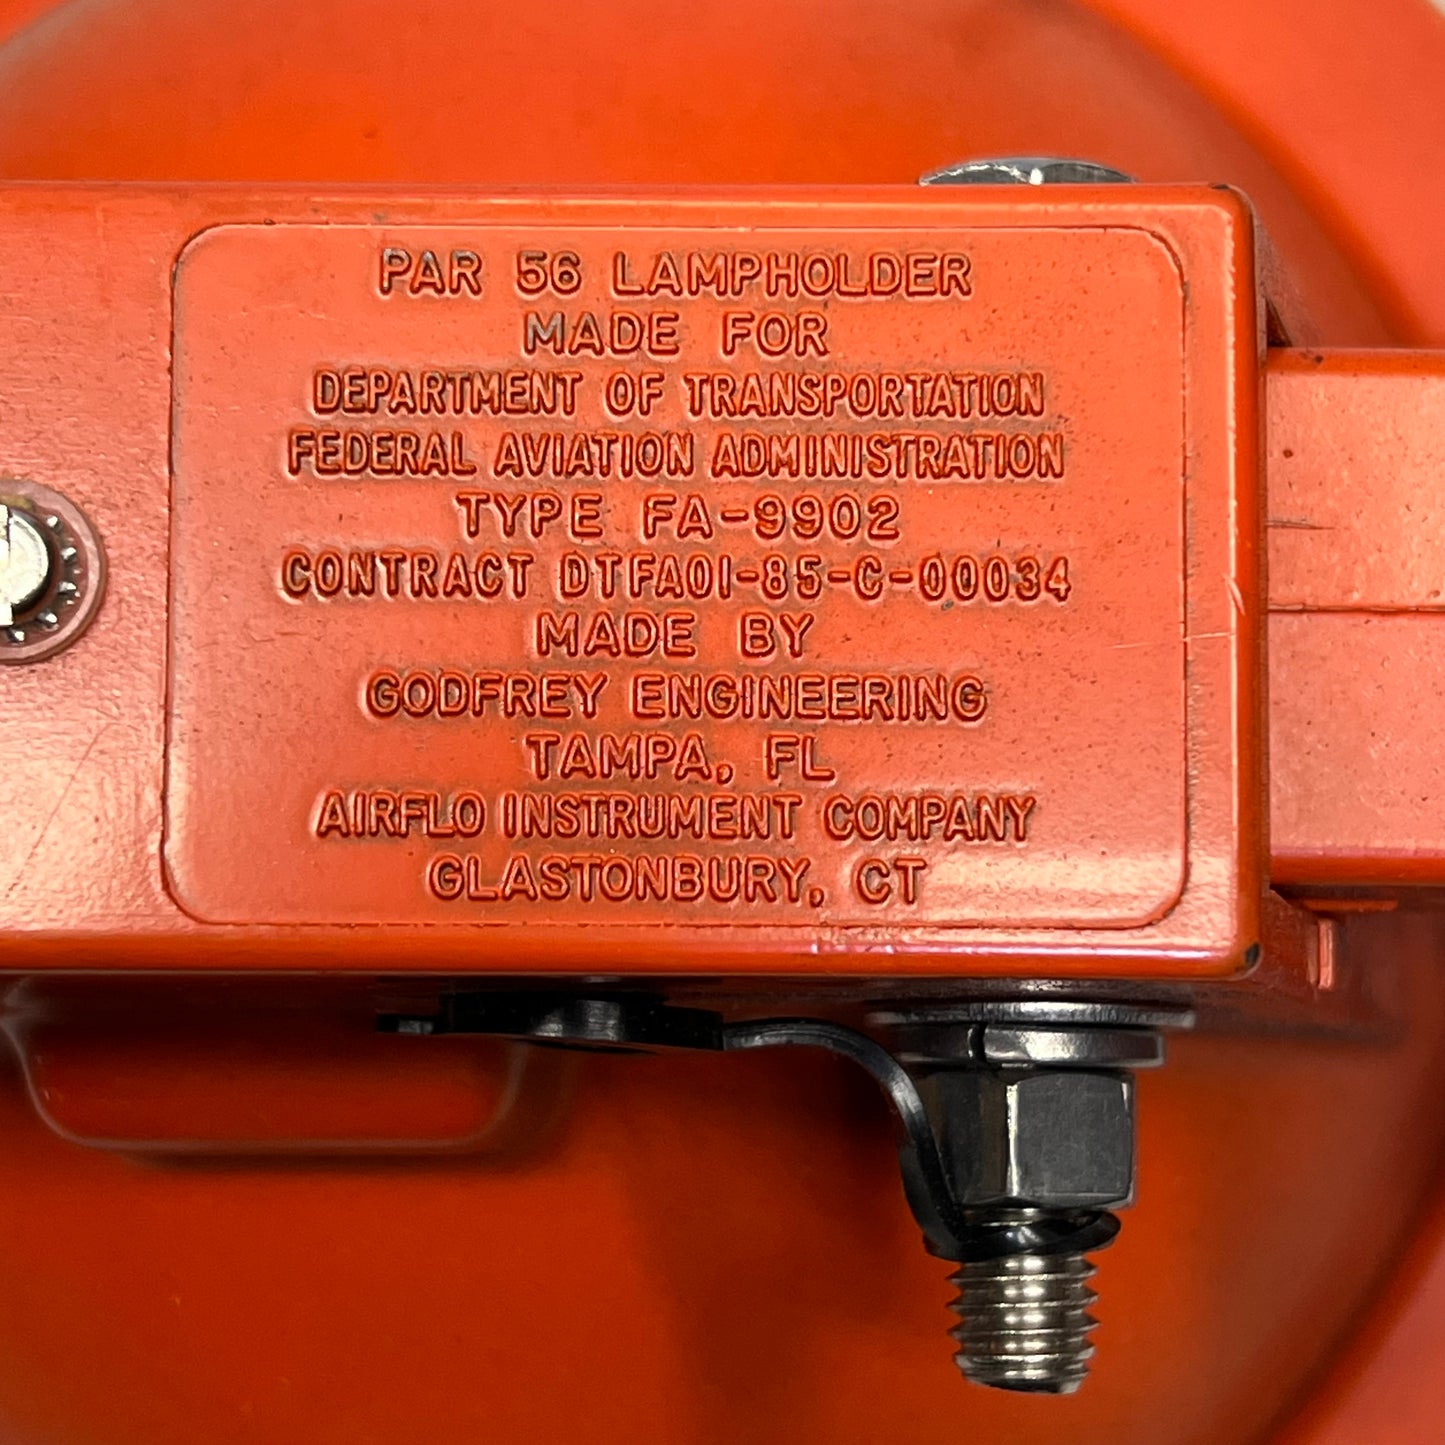 PAR 56 LAMPHOLDER
MADE FOR
DEPARTMENT OF TRANSPORTATION
FEDERAL AVIATION ADMINISTRATION
TYPE FA-9902
CONTRACT DTFA01-85-C-00034
MADE BY
GODFREY ENGINEERING
TAMPA, FL
AIRFLO INSTRUMENT COMPANY
GLASTONBURY, CT